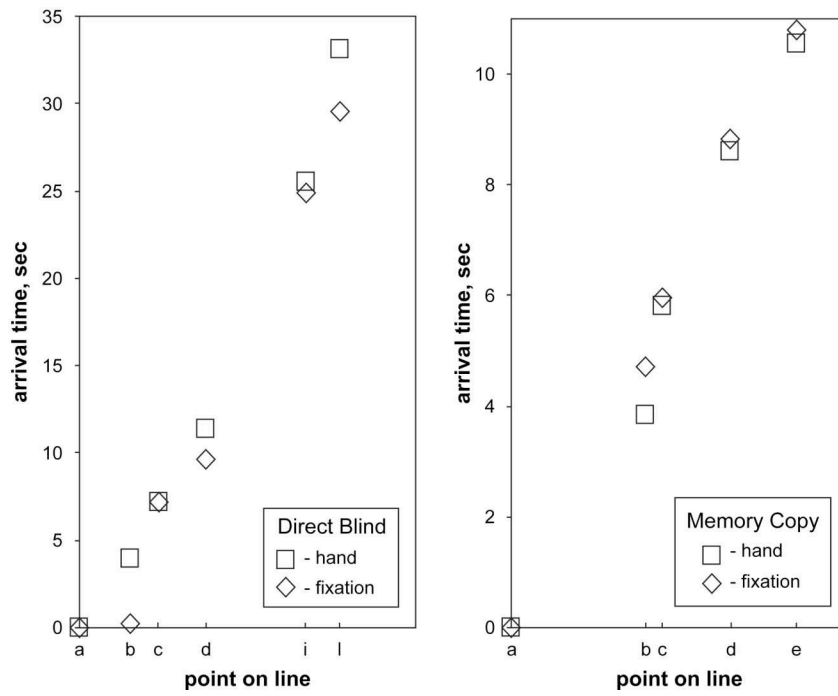 35
30
25
20
15
10
5
0
arrival time, sec
a b c d i l
point on line
Direct Blind
- hand
- fixation
10
8
6
4
2
0
arrival time, sec
a b c d e
point on line
Memory Copy
- hand
- fixation